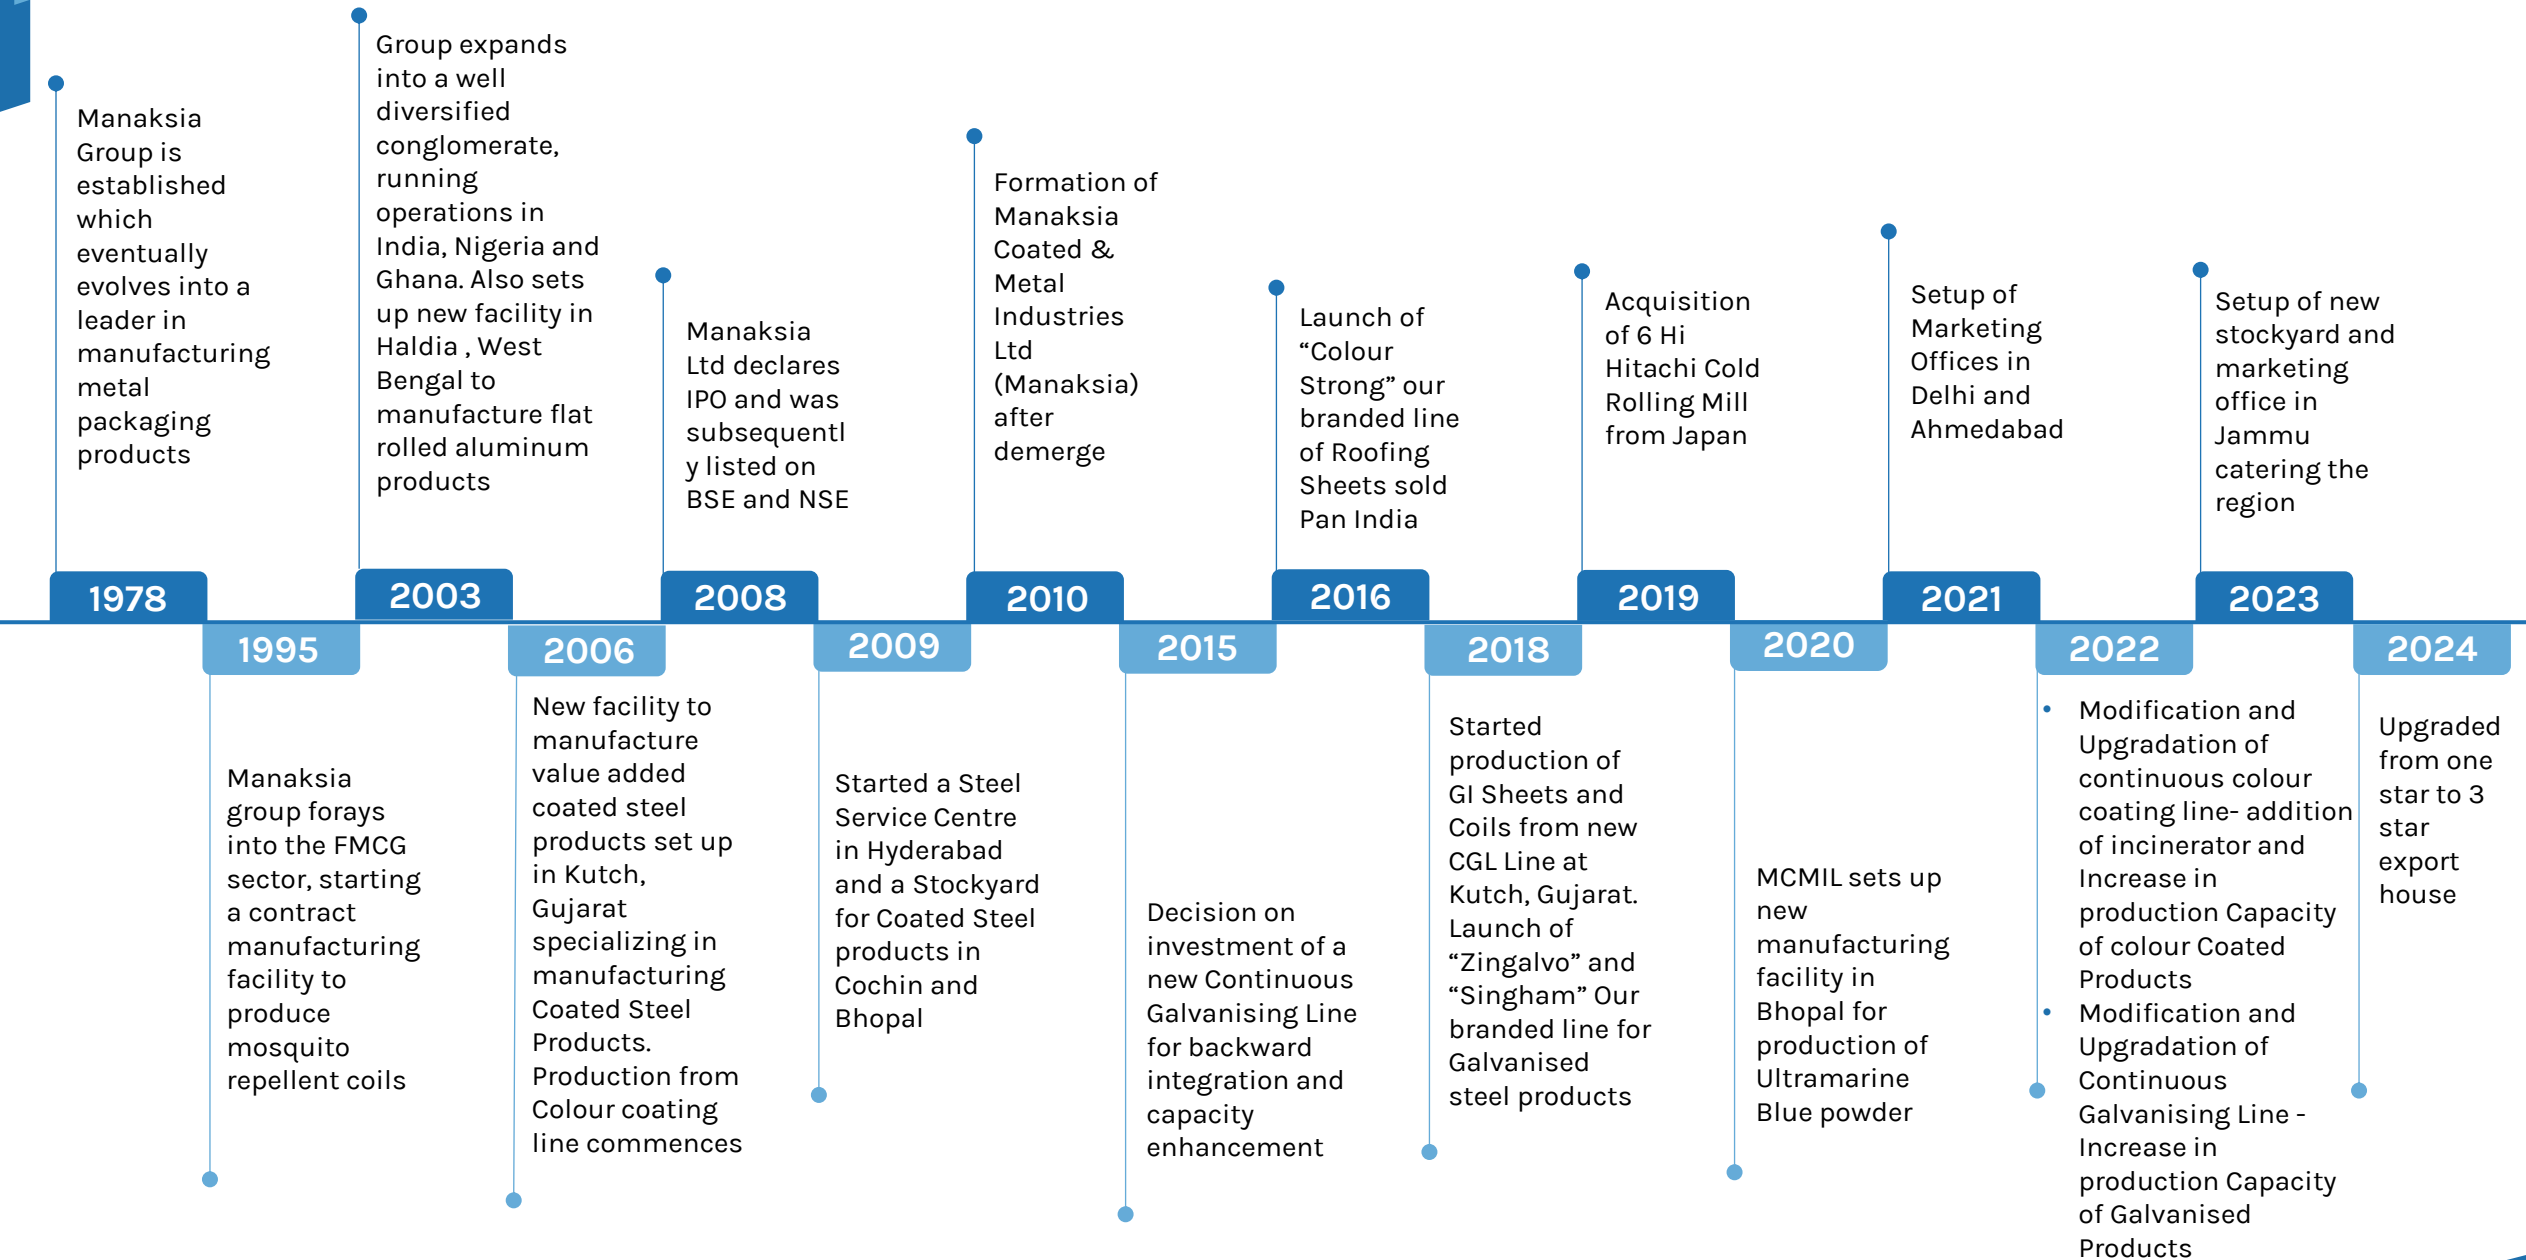 Manaksia
Group is
established
which
eventually
evolves into a
leader in
manufacturing
metal
packaging
products
1978
1995
Manaksia
group forays
into the FMCG
sector, starting
a contract
manufacturing
facility to
produce
mosquito
repellent coils
Group expands
into a well
diversified
conglomerate,
running
operations in
India, Nigeria and
Ghana. Also sets
up new facility in
Haldia , West
Bengal to
manufacture flat
rolled aluminum
products
2003
2006
New facility to
manufacture
value added
coated steel
products set up
in Kutch,
Gujarat
specializing in
manufacturing
Coated Steel
Products.
Production from
Colour coating
line commences
Manaksia
Ltd declares
IPO and was
subsequentl
y listed on
BSE and NSE
2008
2009
Started a Steel
Service Centre
in Hyderabad
and a Stockyard
for Coated Steel
products in
Cochin and
Bhopal
Formation of
Manaksia
Coated &
Metal
Industries
Ltd
(Manaksia)
after
demerge
2010
2015
Decision on
investment of a
new Continuous
Galvanising Line
for backward
integration and
capacity
enhancement
Launch of
“Colour
Strong” our
branded line
of Roofing
Sheets sold
Pan India
2016
2018
Started
production of
GI Sheets and
Coils from new
CGL Line at
Kutch, Gujarat.
Launch of
“Zingalvo” and
“Singham” Our
branded line for
Galvanised
steel products
Acquisition
of 6 Hi
Hitachi Cold
Rolling Mill
from Japan
2019
2020
MCMIL sets up
new
manufacturing
facility in
Bhopal for
production of
Ultramarine
Blue powder
Setup of
Marketing
Offices in
Delhi and
Ahmedabad
2021
2022
• Modification and
Upgradation of
continuous colour
coating line- addition
of incinerator and
Increase in
production Capacity
of colour Coated
Products
• Modification and
Upgradation of
Continuous
Galvanising Line -
Increase in
production Capacity
of Galvanised
Products
Setup of new
stockyard and
marketing
office in
Jammu
catering the
region
2023
2024
Upgraded
from one
star to 3
star
export
house